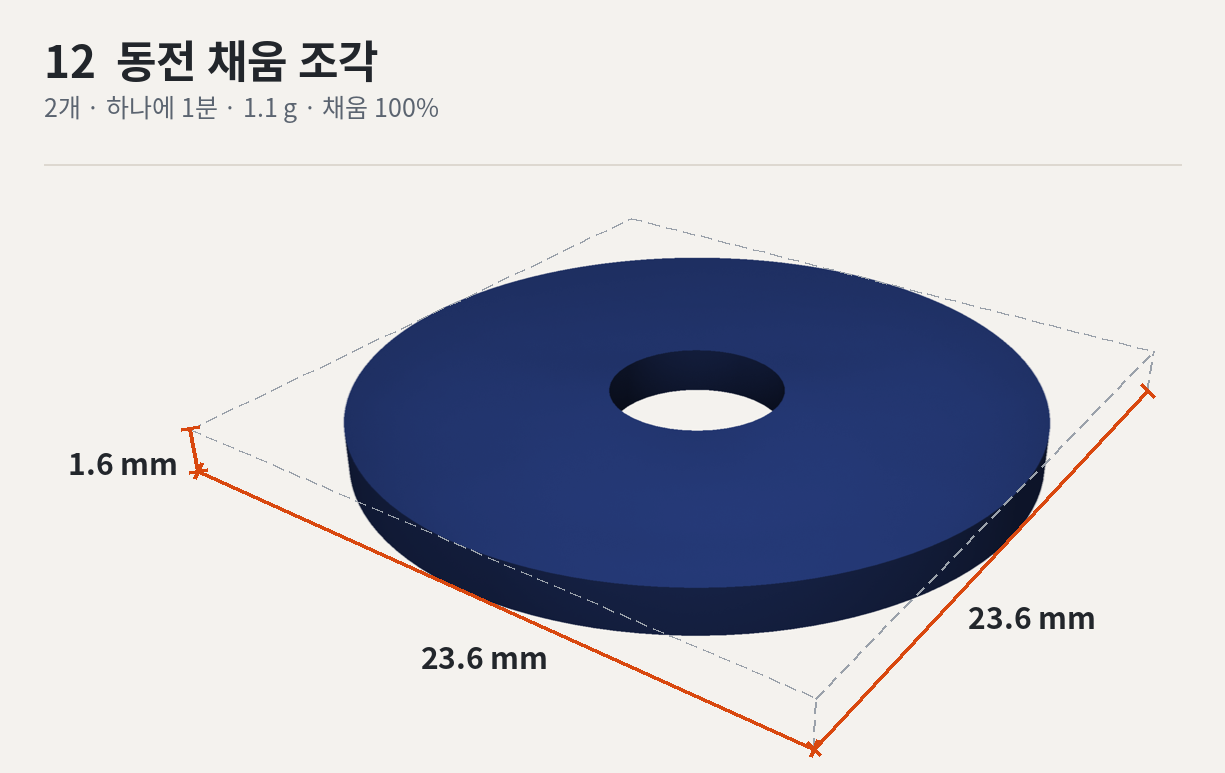 12 동전 채움 조각
2개 · 하나에 1분 · 1.1 g · 채움 100%
1.6 mm
23.6 mm
23.6 mm